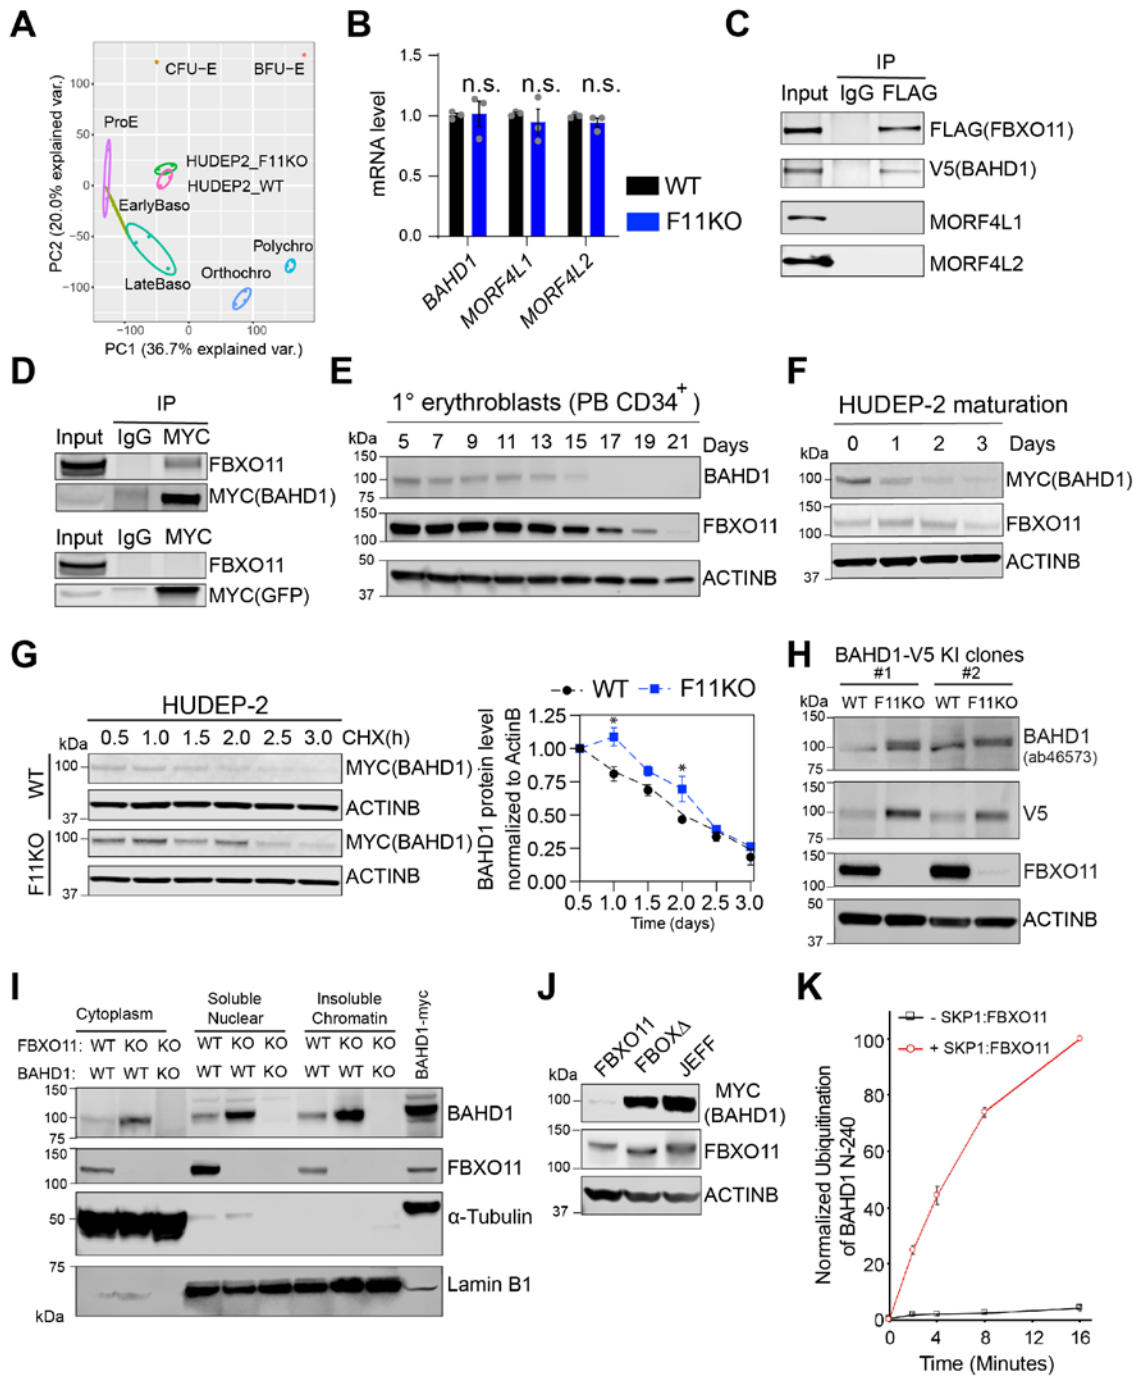 A
CFU-E
BFU-E
ProE
HUDEP2_F11KO
HUDEP2_WT
EarlyBaso
Polychro
Orthochro
LateBaso
100
50
0
−50
−100
−100
0
100
PC2 (20.0% explained var.)
PC1 (36.7% explained var.)
B
1.5
1.0
0.5
0.0
mRNA level
n.s.
n.s.
n.s.
WT
F11KO
BAHD1
MORF4L1
MORF4L2
C
IP
Input IgG FLAG
FLAG(FBXO11)
V5(BAHD1)
MORF4L1
MORF4L2
D
IP
Input IgG MYC
FBXO11
MYC(BAHD1)
Input IgG MYC
FBXO11
MYC(GFP)
E
1° erythroblasts (PB CD34+)
kDa
5 7 9 11 13 15 17 19 21 Days
100
75
BAHD1
150
100
FBXO11
50
37
ACTINB
F
HUDEP-2 maturation
0 1 2 3 Days
kDa
150
100
MYC(BAHD1)
150
100
FBXO11
37
ACTINB
G
HUDEP-2
kDa
0.5 1.0 1.5 2.0 2.5 3.0 CHX(h)
WT
100
MYC(BAHD1)
37
ACTINB
F11KO
100
MYC(BAHD1)
37
ACTINB
WT
F11KO
BAHD1 protein level
normalized to ActinB
1.25
1.00
0.75
0.50
0.25
0.00
*
*
0.5 1.0 1.5 2.0 2.5 3.0
Time (days)
H
BAHD1-V5 KI clones
#1 #2
kDa
WT F11KO WT F11KO
150
100
75
BAHD1
(ab46573)
150
100
75
V5
150
100
FBXO11
50
37
ACTINB
I
Cytoplasm
Soluble
Nuclear
Insoluble
Chromatin
BAHD1-myc
FBXO11: WT KO KO WT KO KO WT KO KO
BAHD1: WT WT KO WT WT KO WT WT KO
150
100
75
BAHD1
150
100
FBXO11
50
α-Tubulin
75
Lamin B1
kDa
J
FBXO11
FBOXΔ
JEFF
kDa
100
MYC
(BAHD1)
150
100
FBXO11
37
ACTINB
K
- SKP1:FBXO11
+ SKP1:FBXO11
Normalized Ubiquitination
of BAHD1 N-240
100
80
60
40
20
0
0 4 8 12 16
Time (Minutes)